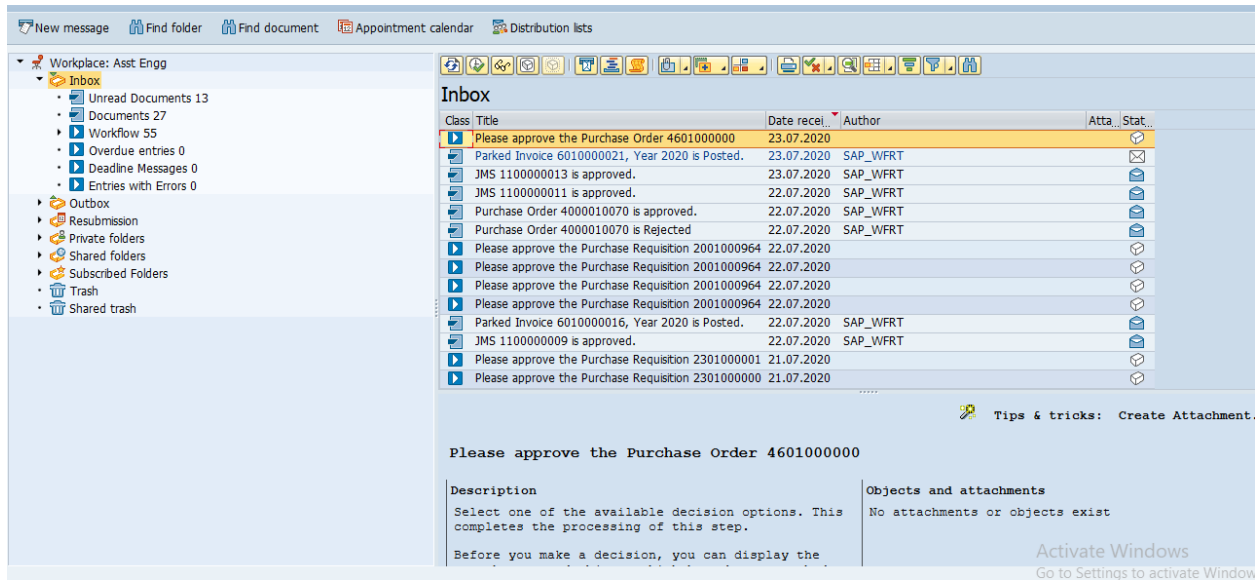 New message Find folder Find document Appointment calendar Distribution lists
Workplace: Asst Engg
Inbox
Unread Documents 13
Documents 27
Workflow 55
Overdue entries 0
Deadline Messages 0
Entries with Errors 0
Outbox
Resubmission
Private folders
Shared folders
Subscribed Folders
Trash
Shared trash
Inbox
Class Title Date recei... Author Atta... Stat...
Please approve the Purchase Order 4601000000 23.07.2020
Parked Invoice 6010000021, Year 2020 is Posted. 23.07.2020 SAP_WFRT
JMS 1100000013 is approved. 23.07.2020 SAP_WFRT
JMS 1100000011 is approved. 22.07.2020 SAP_WFRT
Purchase Order 4000010070 is approved. 22.07.2020 SAP_WFRT
Purchase Order 4000010070 is Rejected 22.07.2020 SAP_WFRT
Please approve the Purchase Requisition 2001000964 22.07.2020
Please approve the Purchase Requisition 2001000964 22.07.2020
Please approve the Purchase Requisition 2001000964 22.07.2020
Please approve the Purchase Requisition 2001000964 22.07.2020
Parked Invoice 6010000016, Year 2020 is Posted. 22.07.2020 SAP_WFRT
JMS 1100000009 is approved. 22.07.2020 SAP_WFRT
Please approve the Purchase Requisition 2301000001 21.07.2020
Please approve the Purchase Requisition 2301000000 21.07.2020
Tips & tricks: Create Attachment.
Please approve the Purchase Order 4601000000
Description
Select one of the available decision options. This
completes the processing of this step.
Before you make a decision, you can display the
Objects and attachments
No attachments or objects exist
Activate Windows
Go to Settings to activate Window